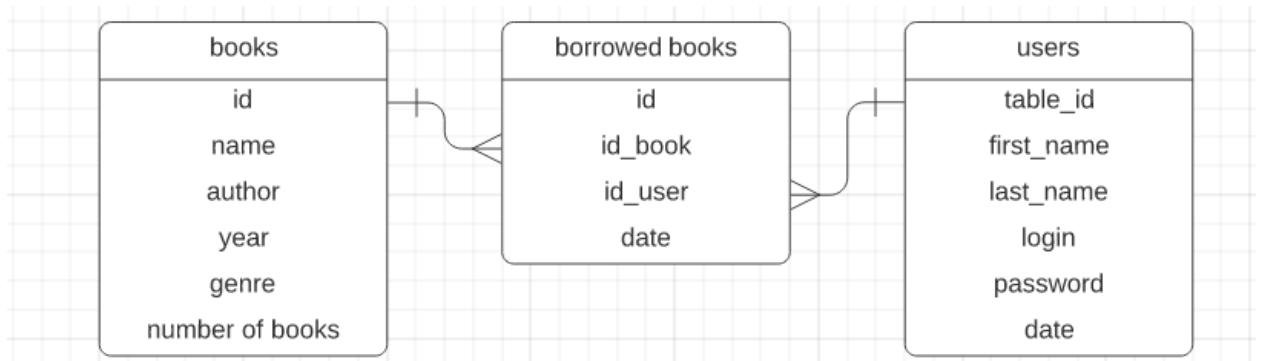 books
id
name
author
year
genre
number of books
borrowed books
id
id_book
id_user
date
users
table_id
first_name
last_name
login
password
date